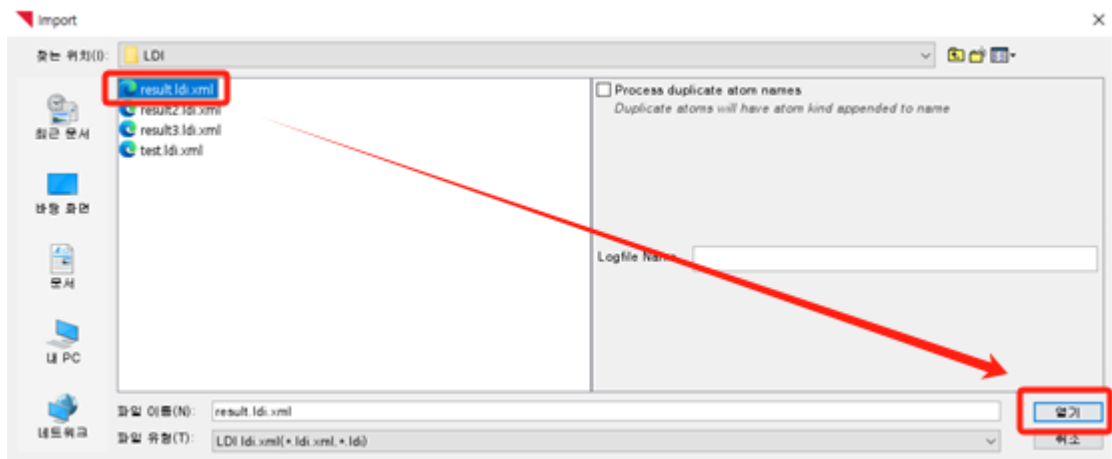 Import
찾는 위치(I):
LDI
result.ldi.xml
result2.ldi.xml
result3.ldi.xml
test.ldi.xml
Process duplicate atom names
Duplicate atoms will have atom kind appended to name
최근 문서
바탕 화면
문서
내 PC
네트워크
Logfile Name
파일 이름(N):
result.ldi.xml
열기
파일 유형(T):
LDI ldi.xml(*.ldi.xml,*.ldi)
취소